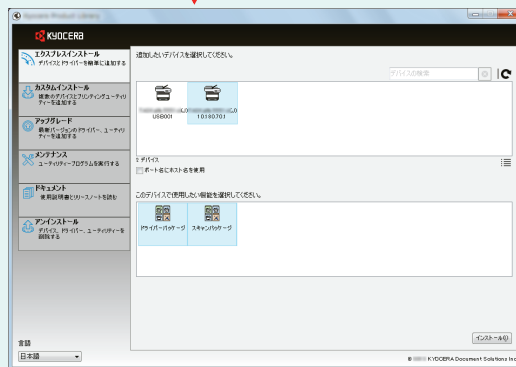 KYOCERA
エクスプレスインストール
デバイスとドライバーを簡単に追加する
カスタムインストール
複数のデバイスとプリンティングユーティリ
ティーを追加する
アップグレード
最新バージョンのドライバー、ユーティリ
ティーを追加する
メンテナンス
ユーティリティープログラムを実行する
ドキュメント
使用説明書とリリースノートを読む
アンインストール
デバイス、ドライバー、ユーティリティーを
削除する
言語
日本語
追加したいデバイスを選択してください。
デバイスの検索
USB001
10.180.70.1
2 デバイス
ポート名にホスト名を使用
このデバイスで使用したい機能を選択してください。
ドライバーパッケージ
スキャンパッケージ
インストール(I)
© KYOCERA Document Solutions Inc.